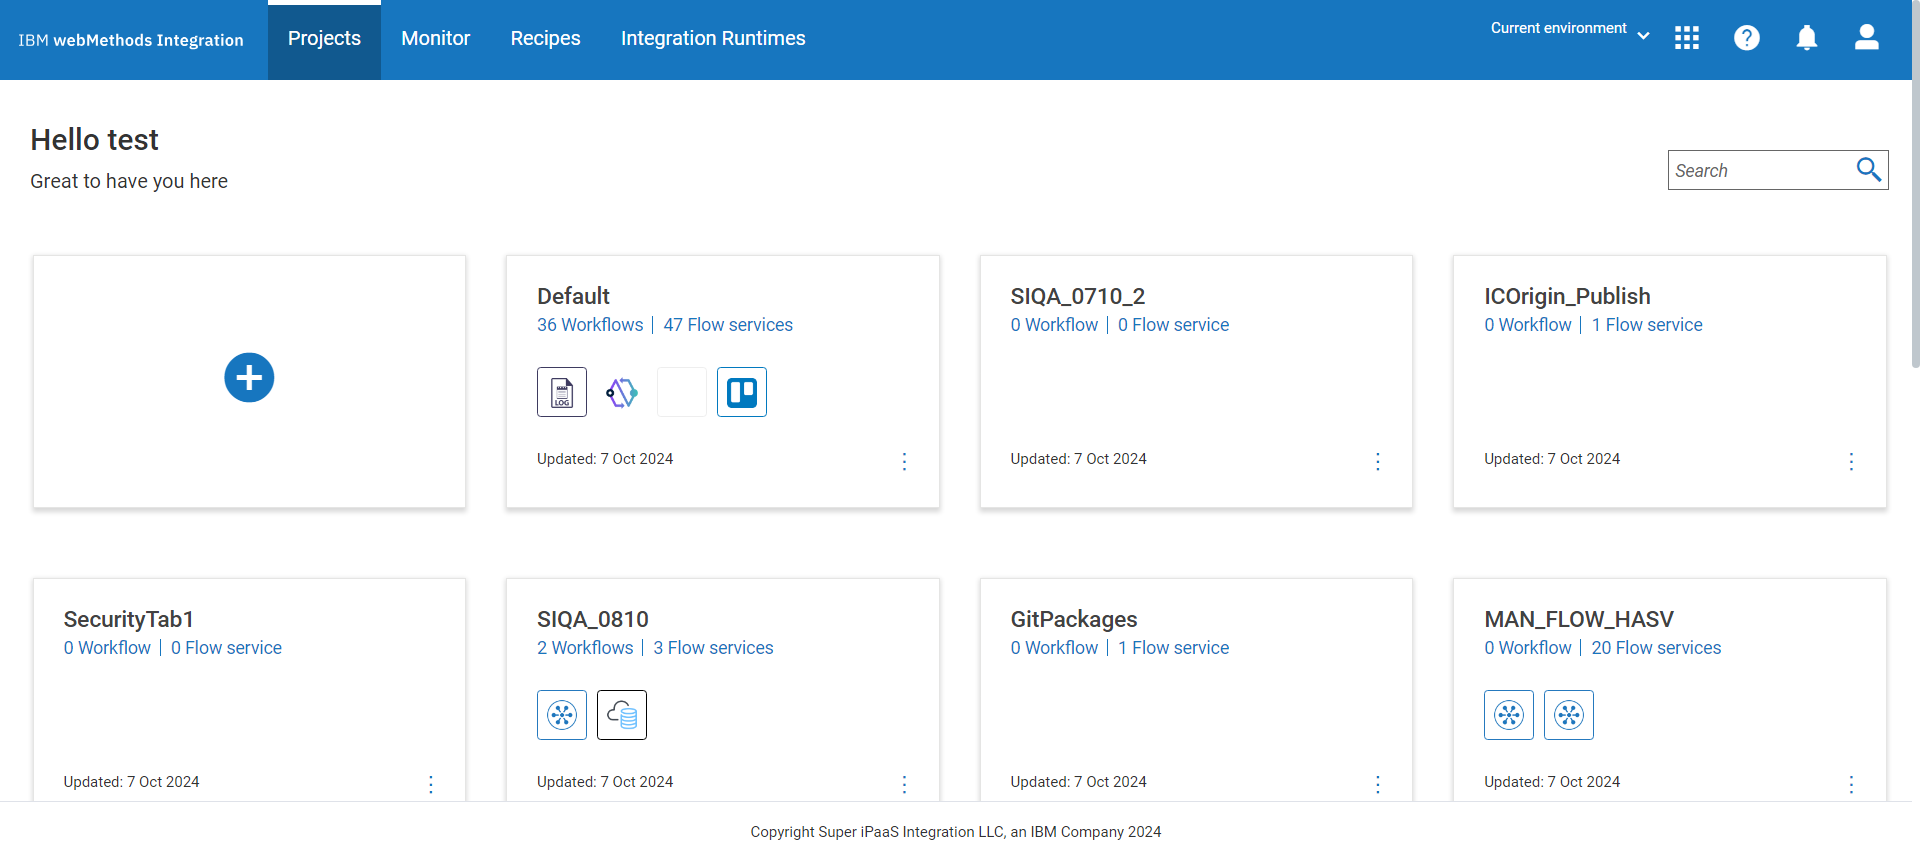 IBM webMethods Integration
Projects
Monitor
Recipes
Integration Runtimes
Current environment
?
Hello test
Great to have you here
Search
Default
36 Workflows | 47 Flow services
LOG
Updated: 7 Oct 2024
SIQA_0710_2
0 Workflow | 0 Flow service
Updated: 7 Oct 2024
ICOrigin_Publish
0 Workflow | 1 Flow service
Updated: 7 Oct 2024
SecurityTab1
0 Workflow | 0 Flow service
Updated: 7 Oct 2024
SIQA_0810
2 Workflows | 3 Flow services
Updated: 7 Oct 2024
GitPackages
0 Workflow | 1 Flow service
Updated: 7 Oct 2024
MAN_FLOW_HASV
0 Workflow | 20 Flow services
Updated: 7 Oct 2024
Copyright Super iPaaS Integration LLC, an IBM Company 2024